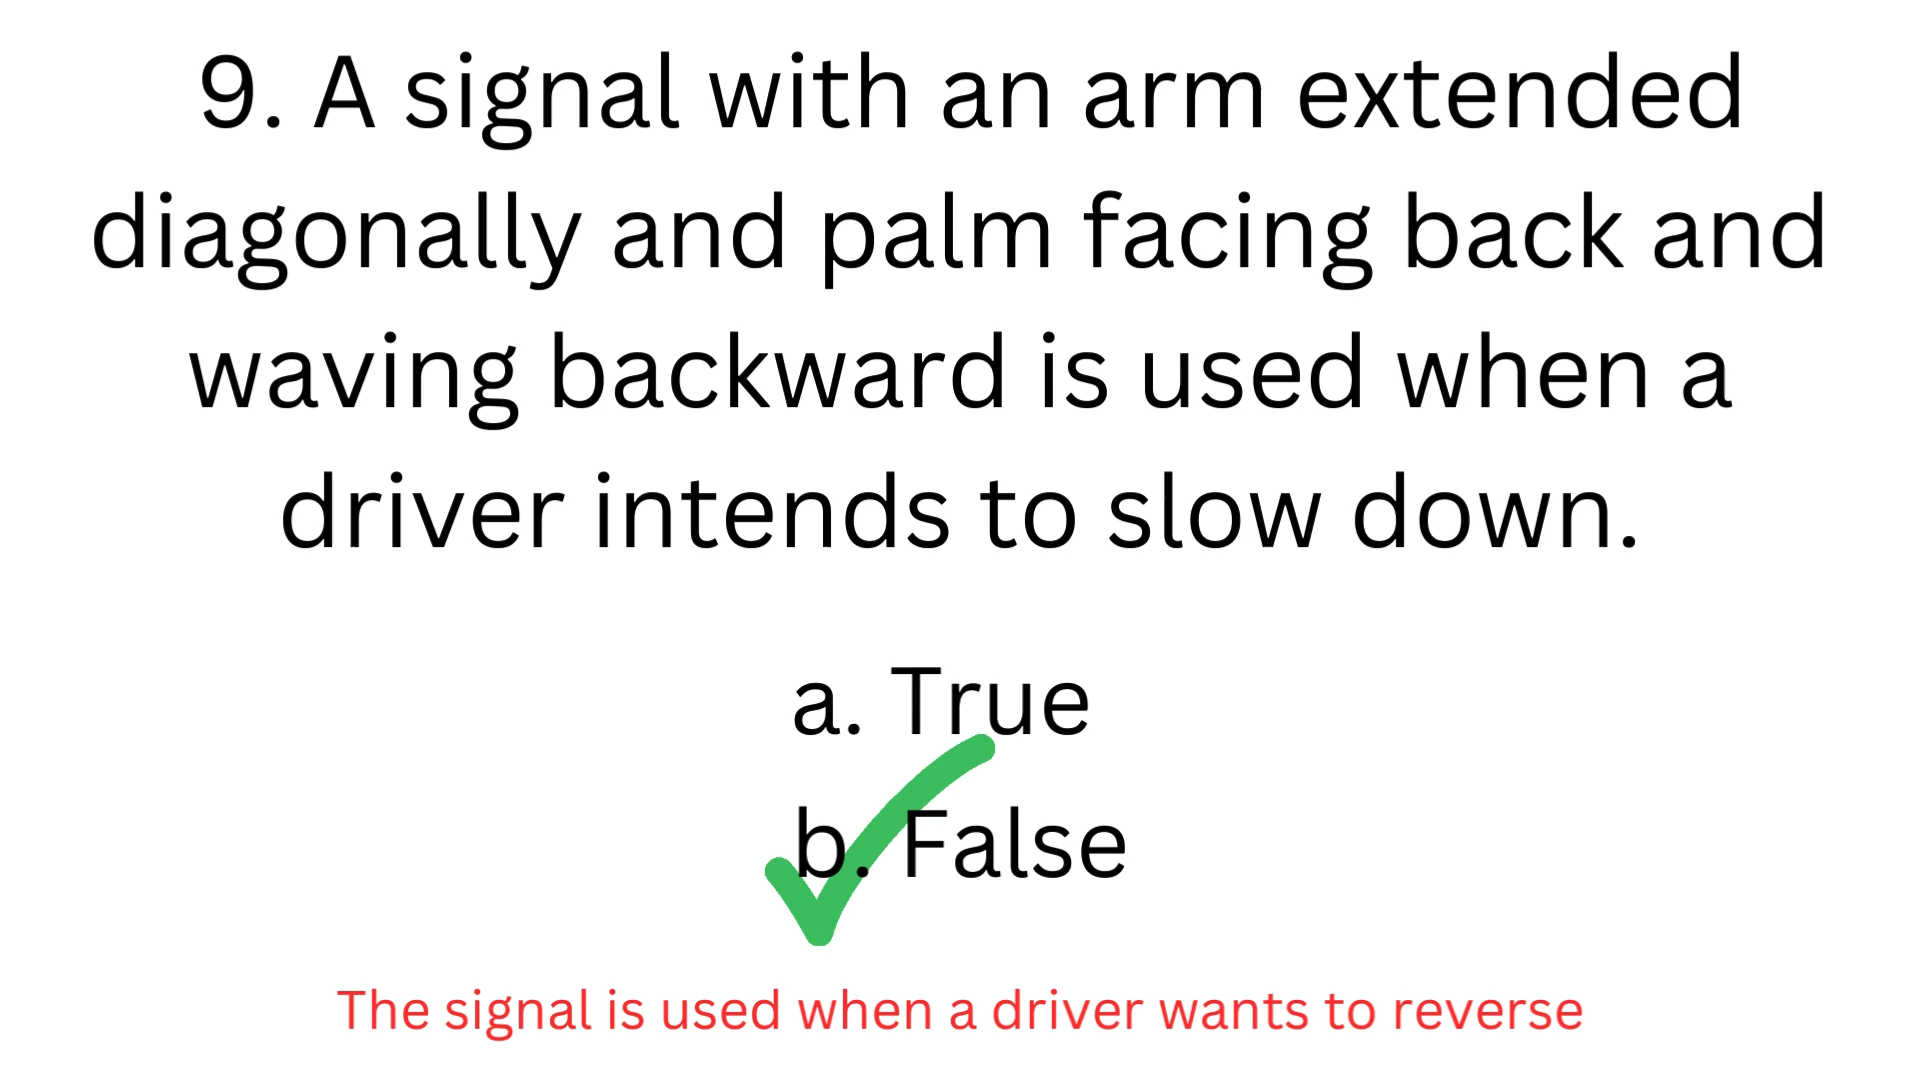 9. A signal with an arm extended
diagonally and palm facing back and
waving backward is used when a
driver intends to slow down.
a. True
b. False
The signal is used when a driver wants to reverse